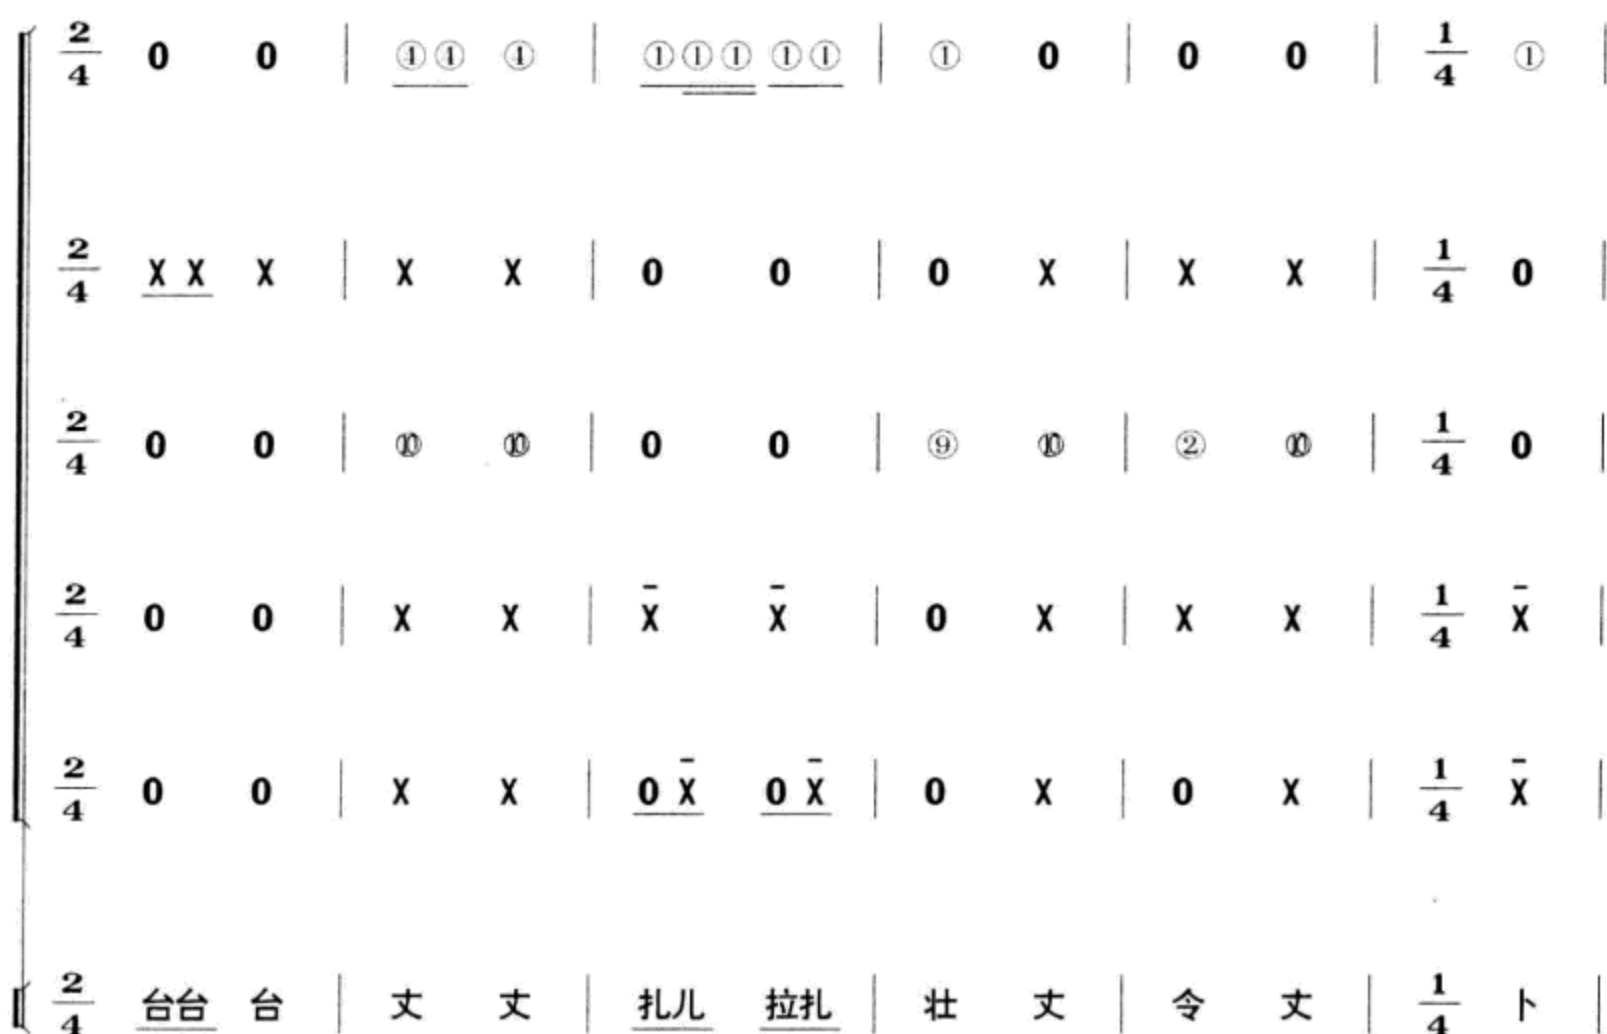 2/4 0 0 | ④④ ④ | ①①① ①① | ① 0 | 0 0 | 1/4 ① |
2/4 X X X | X X | 0 0 | 0 X | X X | 1/4 0 |
2/4 0 0 | ⑩ ⑩ | 0 0 | ⑨ ⑩ | ② ⑩ | 1/4 0 |
2/4 0 0 | X X | X̄ X̄ | 0 X | X X | 1/4 X̄ |
2/4 0 0 | X X | 0 X̄ 0 X̄ | 0 X | 0 X | 1/4 X̄ |
2/4 台台 台 | 丈 丈 | 扎儿 拉扎 | 壮 丈 | 令 丈 | 1/4 卜 |